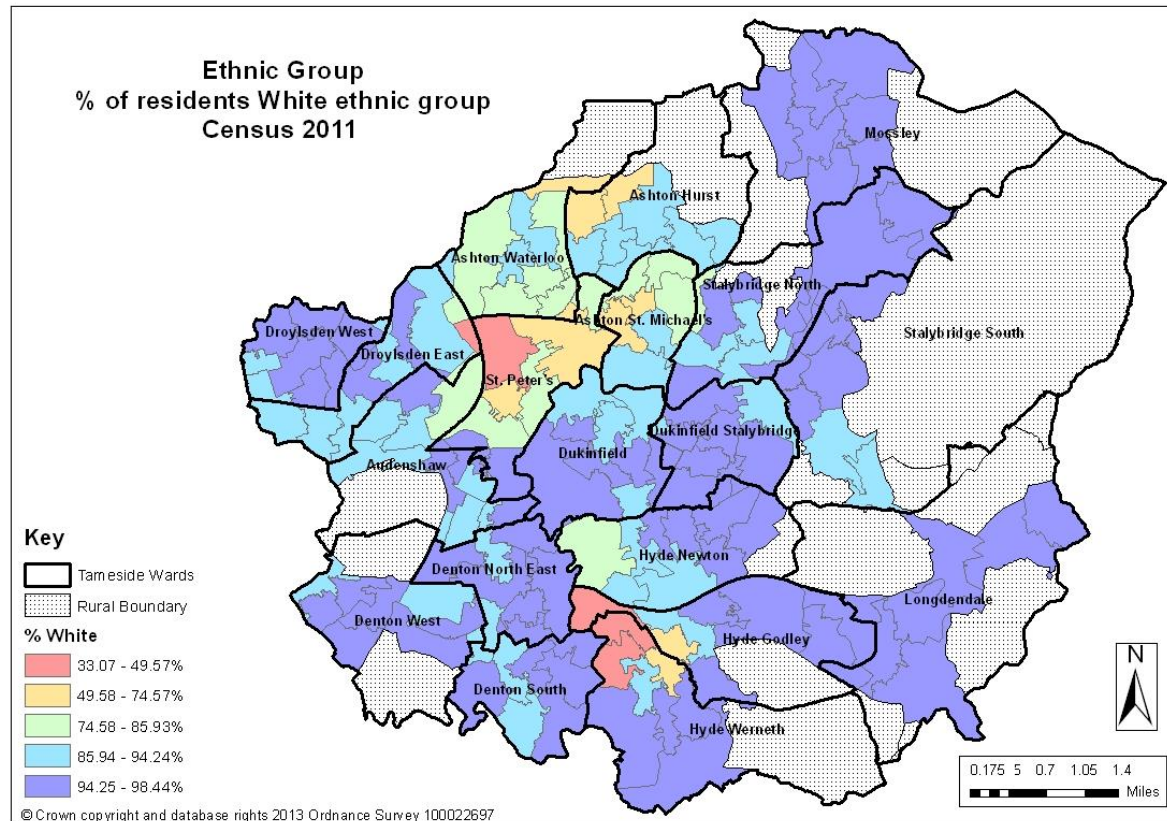 Ethnic Group
% of residents White ethnic group
Census 2011
Mossley
Ashton Hurst
Ashton Waterloo
Stalybridge North
Ashton St. Michael's
Droylsden West
Droylsden East
Stalybridge South
St. Peter's
Dukinfield Stalybridge
Dukinfield
Audenshaw
Hyde Newton
Denton North East
Longdendale
Denton West
Hyde Godley
Denton South
Hyde Werneth
Key
Tameside Wards
Rural Boundary
% White
33.07 - 49.57%
49.58 - 74.57%
74.58 - 85.93%
85.94 - 94.24%
94.25 - 98.44%
N
0.175 5 0.7 1.05 1.4
Miles
© Crown copyright and database rights 2013 Ordnance Survey 100022697